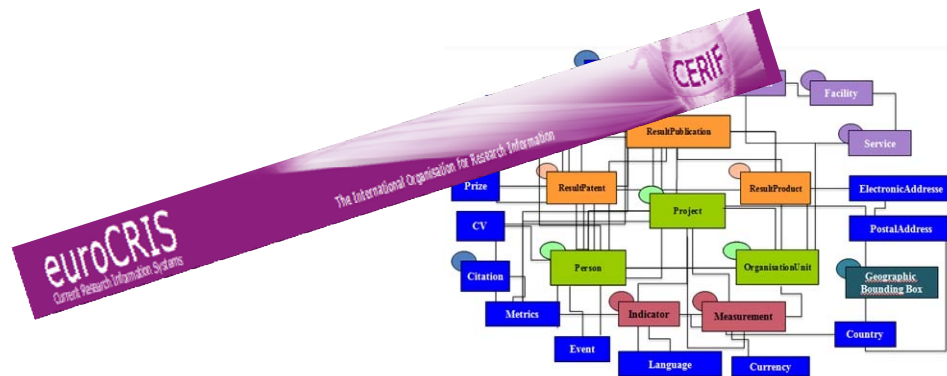 CERIF
The International Organisation for Research Information
euroCRIS
Current Research Information Systems
Facility
ResultPublication
Service
Prize
ResultPatent
ResultProduct
ElectronicAddresse
Project
CV
PostalAddress
Person
OrganisationUnit
Citation
Geographic
Bounding Box
Metrics
Indicator
Measurement
Country
Event
Language
Currency